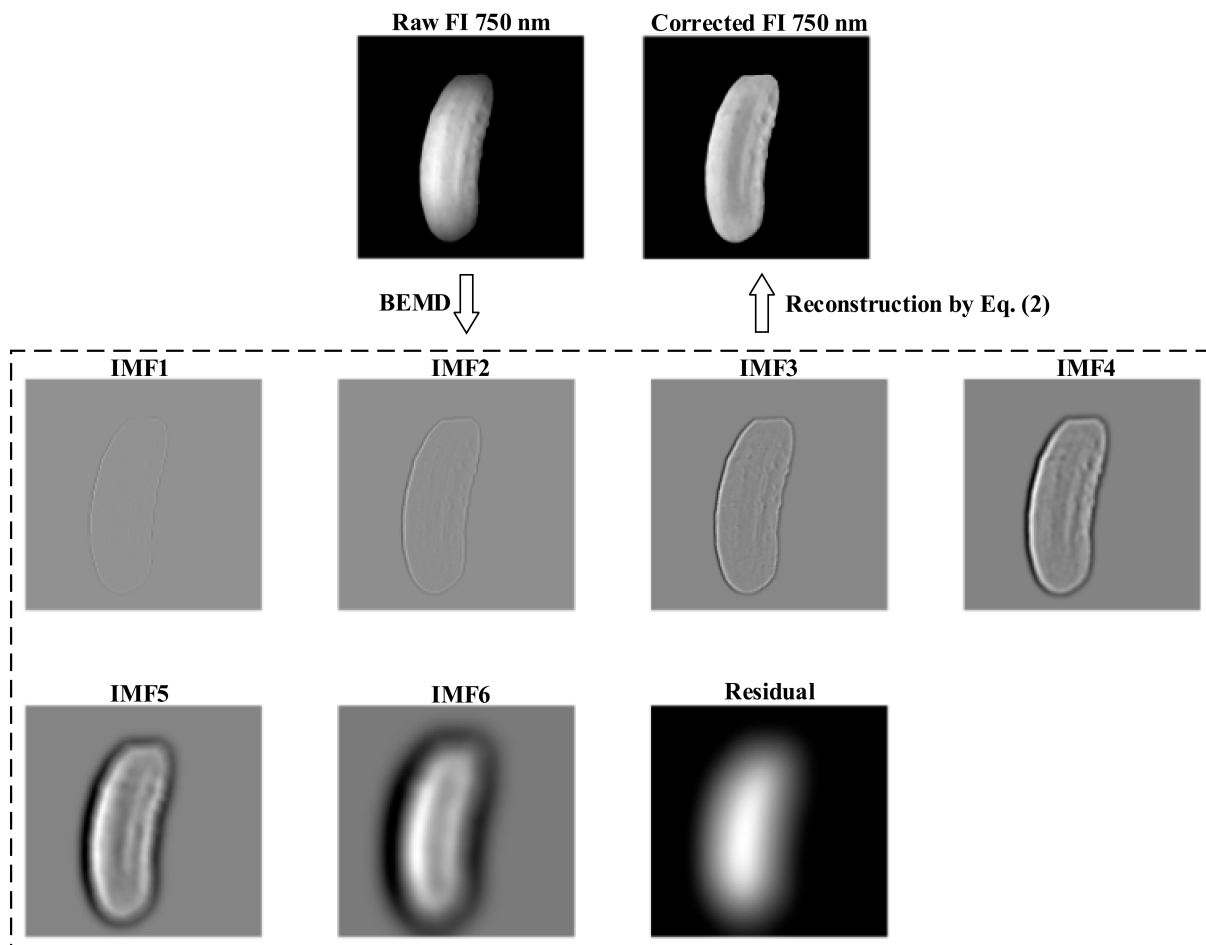 Raw FI 750 nm
Corrected FI 750 nm
BEMD
Reconstruction by Eq. (2)
IMF1
IMF2
IMF3
IMF4
IMF5
IMF6
Residual